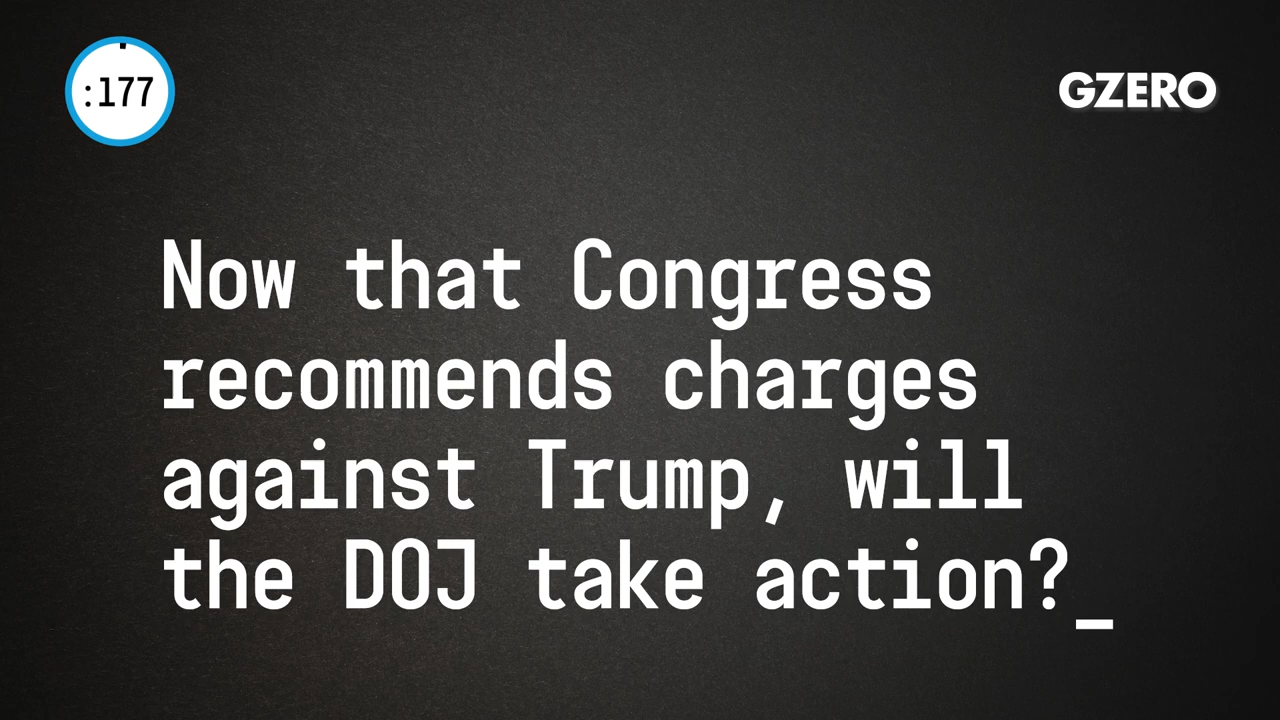 :177
GZERO
Now that Congress
recommends charges
against Trump, will
the DOJ take action?_